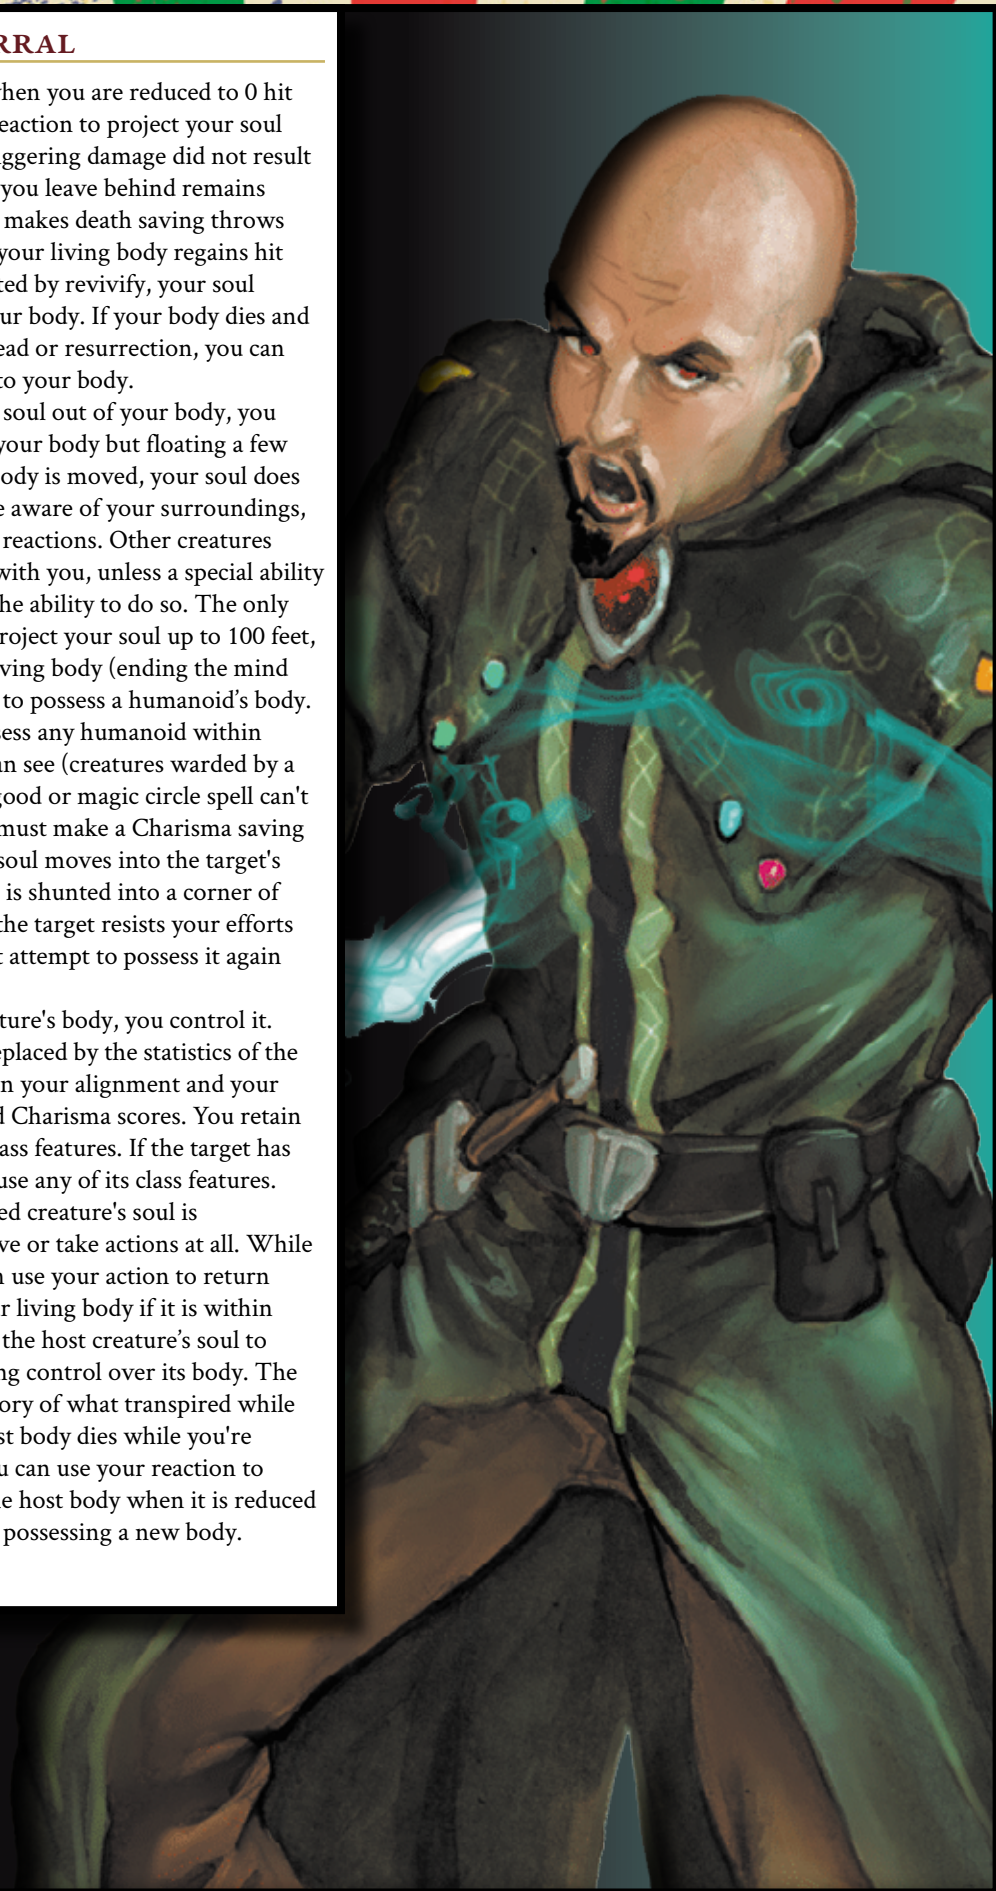 RRAL
when you are reduced to 0 hit
eaction to project your soul
ggering damage did not result
you leave behind remains
makes death saving throws
your living body regains hit
ted by revivify, your soul
ur body. If your body dies and
ead or resurrection, you can
to your body.
soul out of your body, you
your body but floating a few
ody is moved, your soul does
e aware of your surroundings,
reactions. Other creatures
with you, unless a special ability
he ability to do so. The only
roject your soul up to 100 feet,
ving body (ending the mind
to possess a humanoid’s body.
sess any humanoid within
an see (creatures warded by a
good or magic circle spell can't
must make a Charisma saving
soul moves into the target's
is shunted into a corner of
the target resists your efforts
t attempt to possess it again
ture's body, you control it.
eplaced by the statistics of the
n your alignment and your
d Charisma scores. You retain
ass features. If the target has
use any of its class features.
ed creature's soul is
ve or take actions at all. While
n use your action to return
r living body if it is within
the host creature’s soul to
ng control over its body. The
ory of what transpired while
st body dies while you're
u can use your reaction to
e host body when it is reduced
possessing a new body.